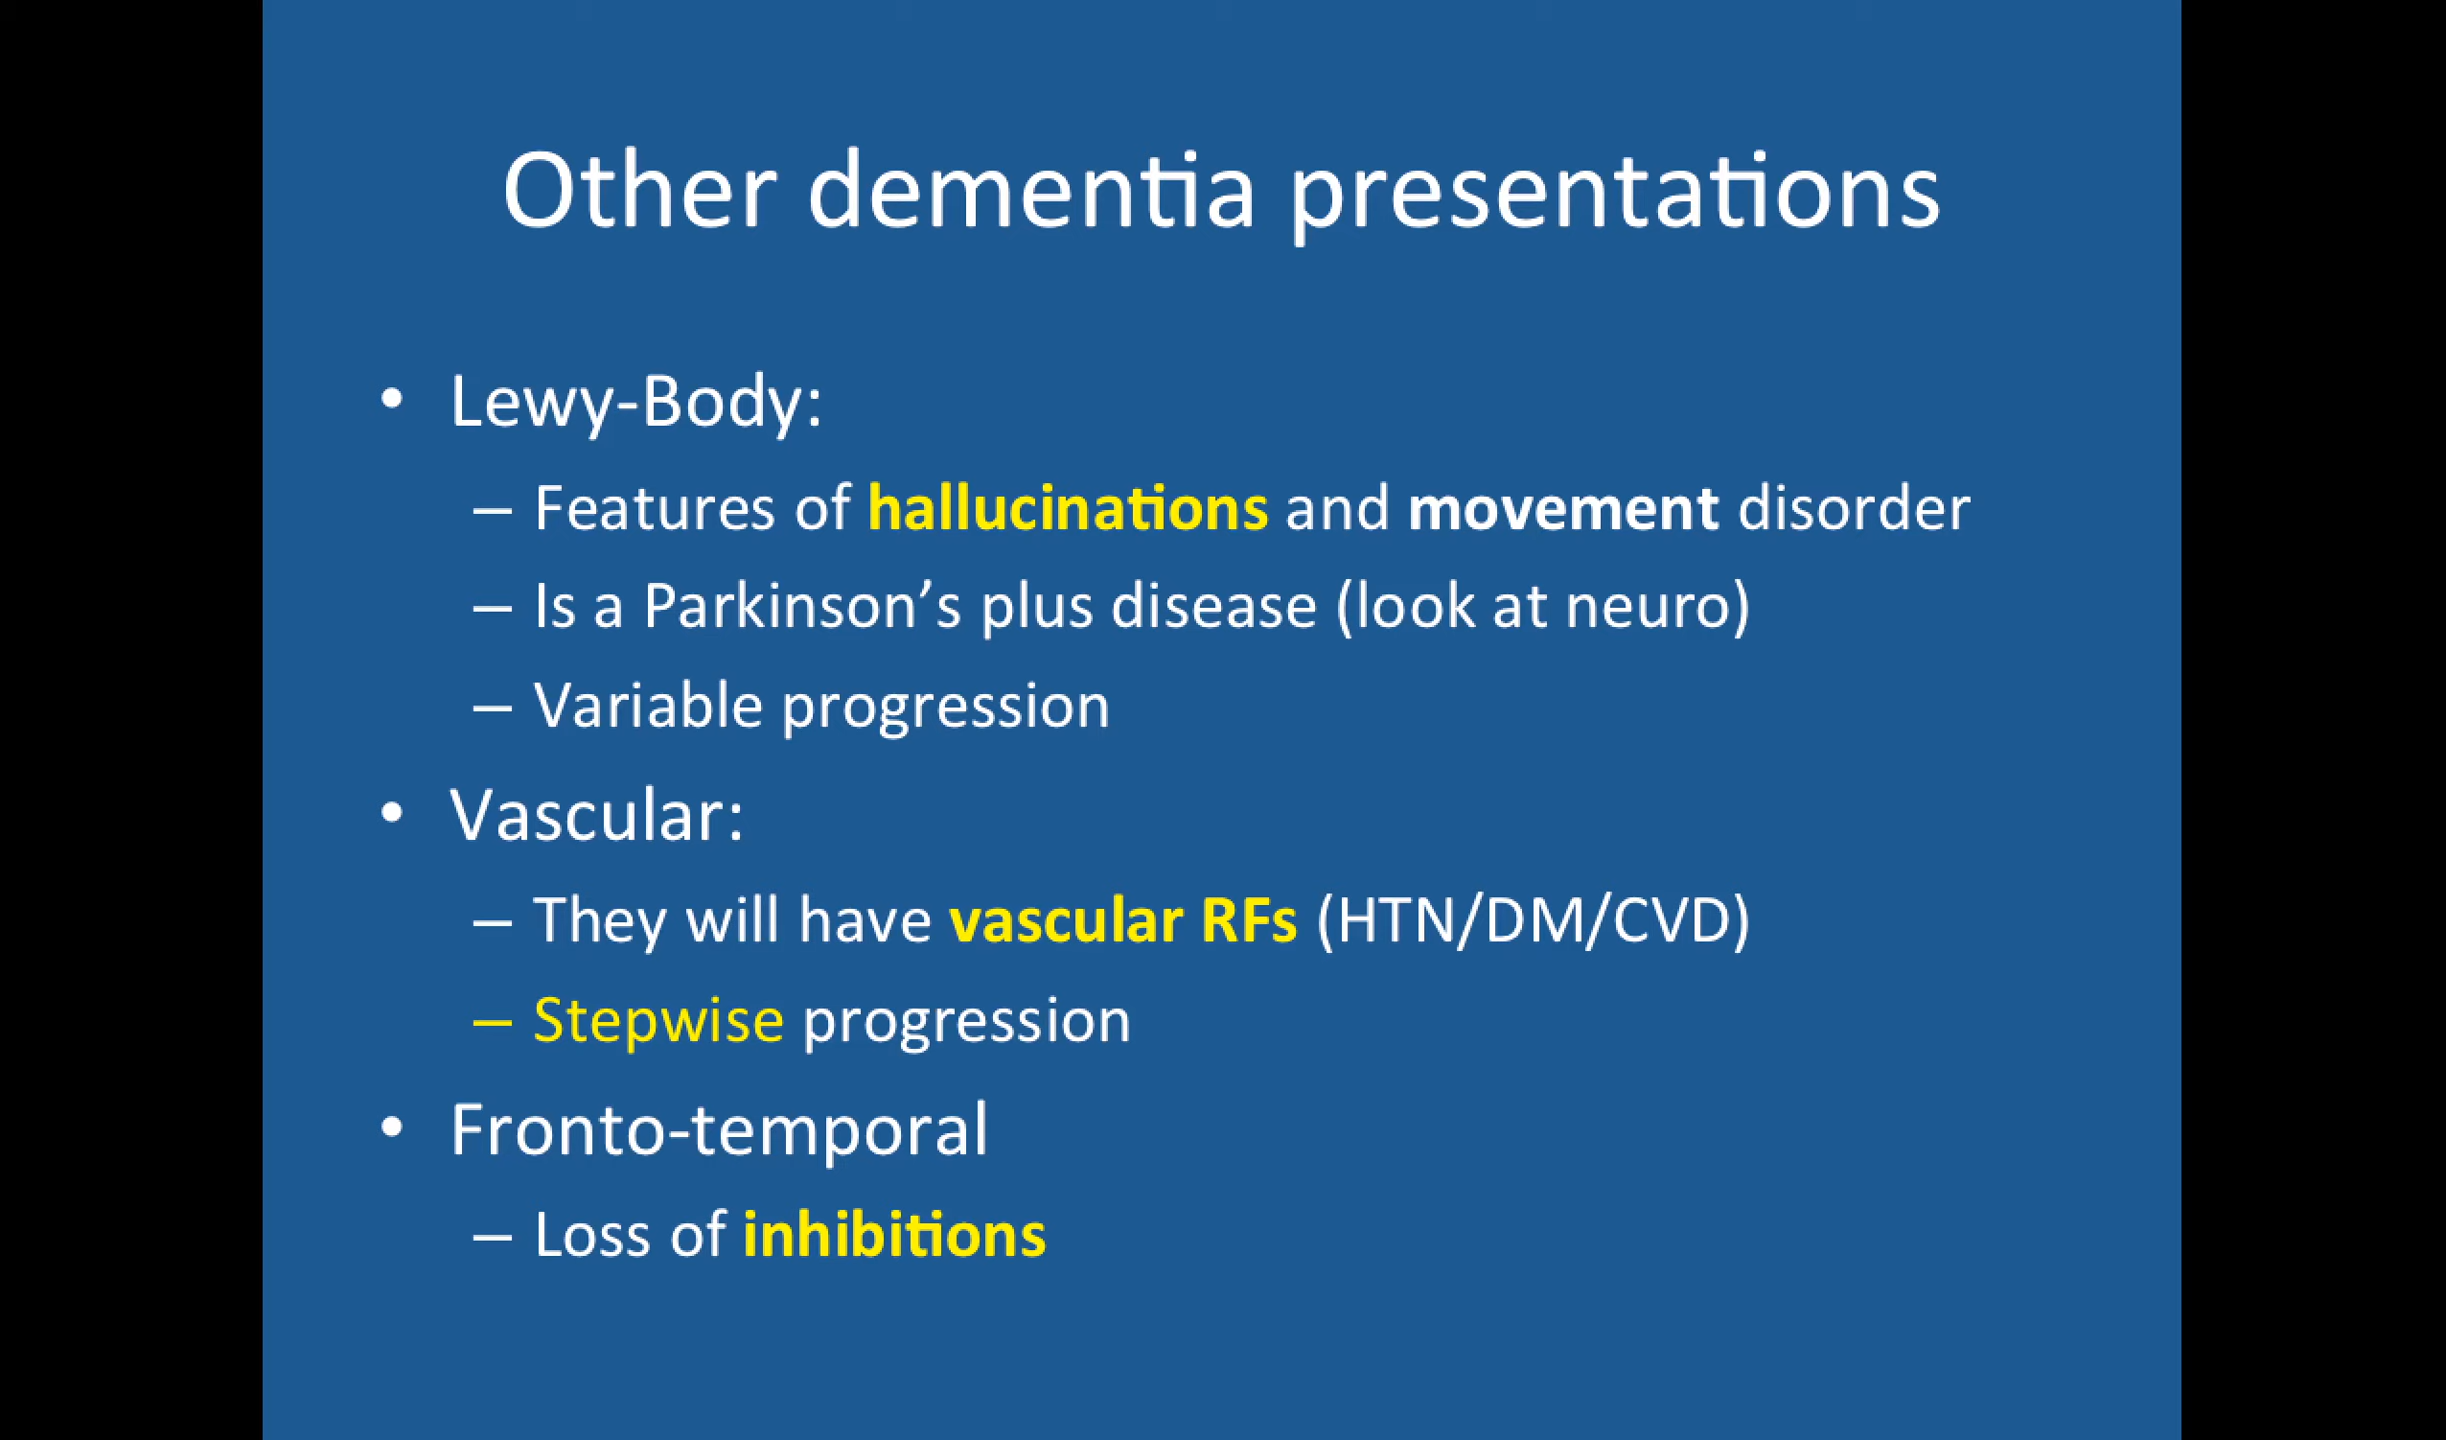 Other dementia presentations
• Lewy-Body:
– Features of hallucinations and movement disorder
– Is a Parkinson’s plus disease (look at neuro)
– Variable progression
• Vascular:
– They will have vascular RFs (HTN/DM/CVD)
– Stepwise progression
• Fronto-temporal
– Loss of inhibitions